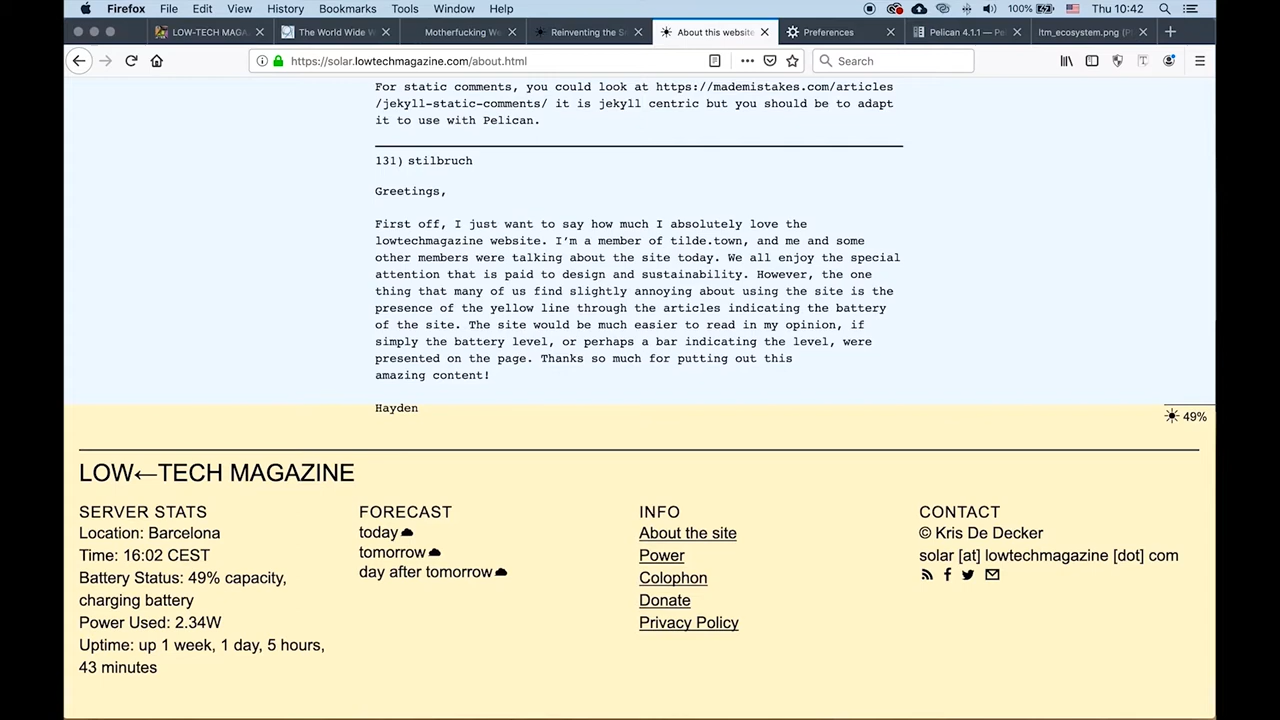 Firefox File Edit View History Bookmarks Tools Window Help 100% Thu 10:42
LOW-TECH MAGA The World Wide W Motherfucking We Reinventing the S About this website Preferences Pelican 4.1.1 — Pel ltm_ecosystem.png (P
https://solar.lowtechmagazine.com/about.html Search
For static comments, you could look at https://mademistakes.com/articles
/jekyll-static-comments/ it is jekyll centric but you should be to adapt
it to use with Pelican.
131) stilbruch
Greetings,
First off, I just want to say how much I absolutely love the
lowtechmagazine website. I’m a member of tilde.town, and me and some
other members were talking about the site today. We all enjoy the special
attention that is paid to design and sustainability. However, the one
thing that many of us find slightly annoying about using the site is the
presence of the yellow line through the articles indicating the battery
of the site. The site would be much easier to read in my opinion, if
simply the battery level, or perhaps a bar indicating the level, were
presented on the page. Thanks so much for putting out this
amazing content!
Hayden
49%
LOW←TECH MAGAZINE
SERVER STATS
Location: Barcelona
Time: 16:02 CEST
Battery Status: 49% capacity,
charging battery
Power Used: 2.34W
Uptime: up 1 week, 1 day, 5 hours,
43 minutes
FORECAST
today
tomorrow
day after tomorrow
INFO
About the site
Power
Colophon
Donate
Privacy Policy
CONTACT
© Kris De Decker
solar [at] lowtechmagazine [dot] com